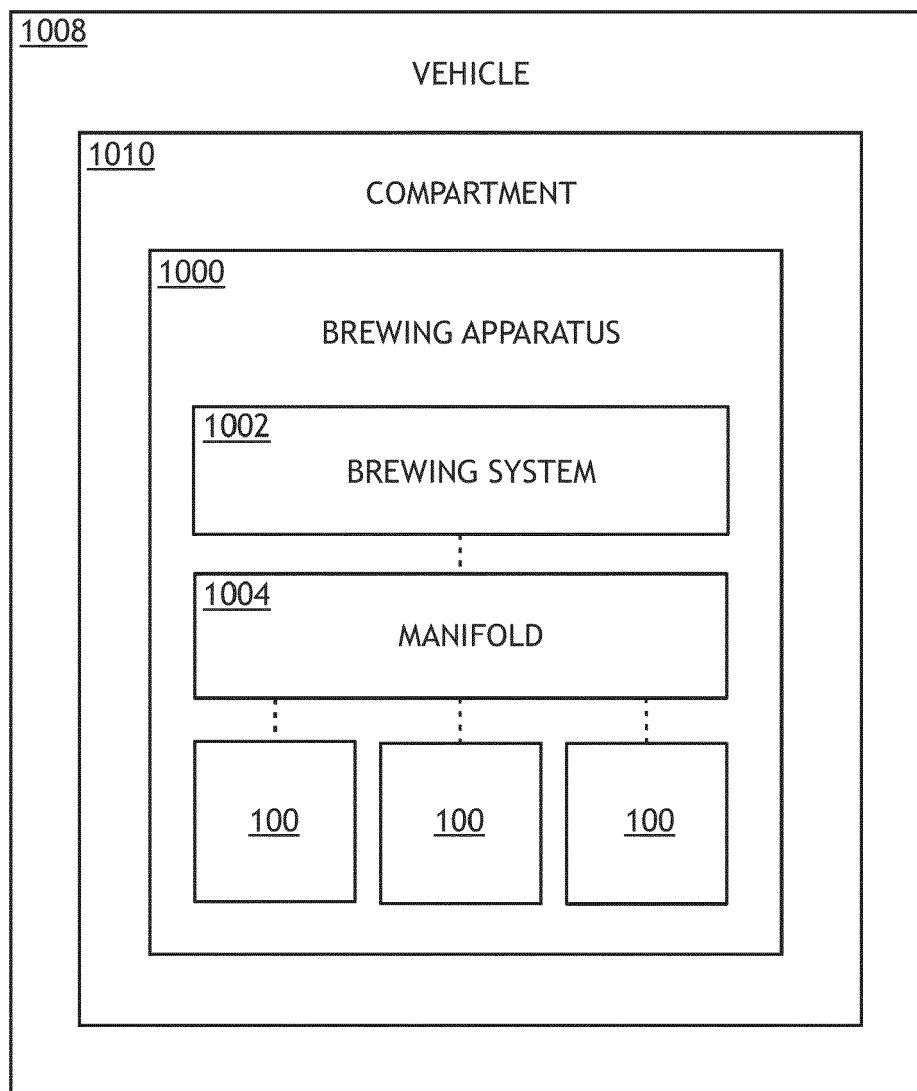 1008
VEHICLE
1010
COMPARTMENT
1000
BREWING APPARATUS
1002
BREWING SYSTEM
1004
MANIFOLD
100 100 100